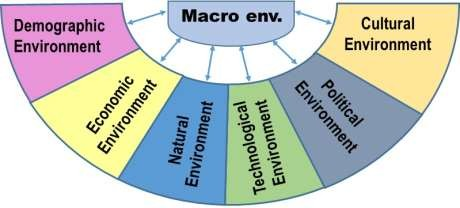 Macro env.
Demographic
Environment
Economic
Environment
Natural
Environment
Technological
Environment
Political
Environment
Cultural
Environment